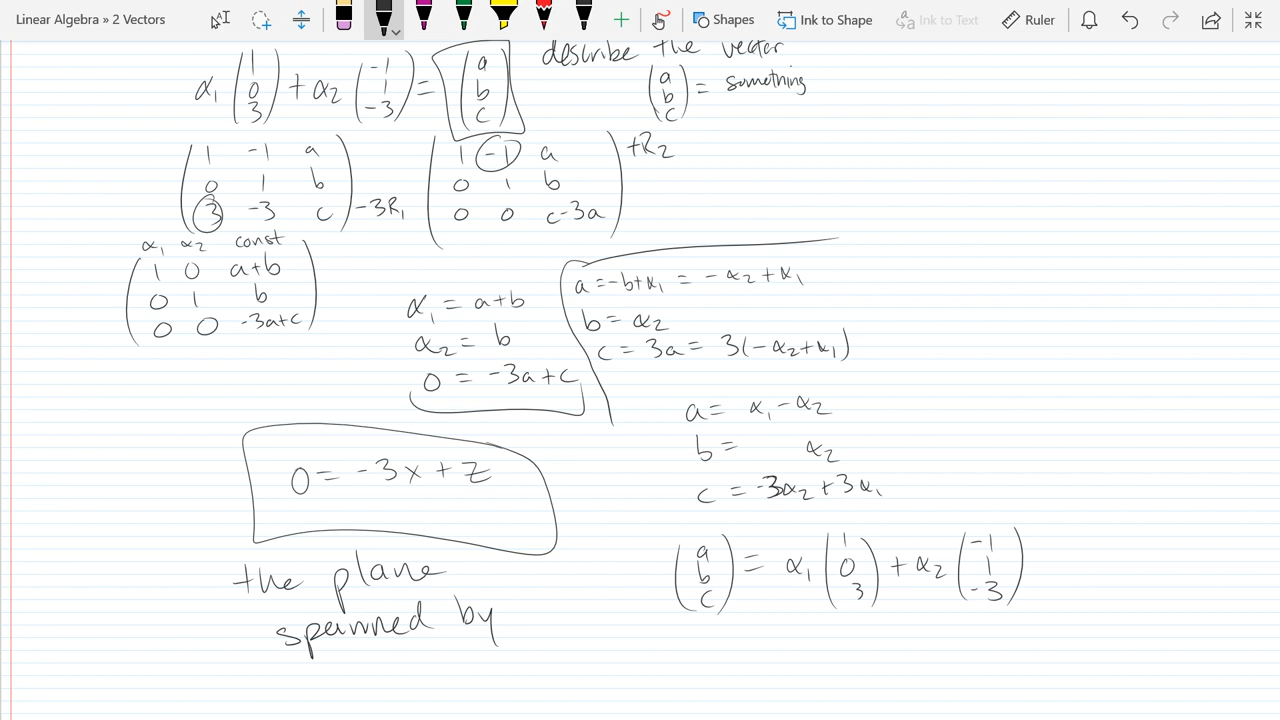 Linear Algebra » 2 Vectors
Shapes
Ink to Shape
Ink to Text
Ruler
describe the vector
α₁ (1 0 3) + α₂ (-1 1 -3) = (a b c)
(a b c) = something
(1 -1 a
0 1 b
3 -3 c) -3R₁
(1 -1 a
0 1 b
0 0 c-3a) +R₂
α₁ α₂ const
(1 0 a+b
0 1 b
0 0 -3a+c)
α₁ = a+b
α₂ = b
0 = -3a+c
a = -b+α₁ = -α₂+α₁
b = α₂
c = 3a = 3(-α₂+α₁)
a = α₁-α₂
b = α₂
c = -3α₂+3α₁
0 = -3x + z
the plane
spanned by
(a b c) = α₁ (1 0 3) + α₂ (-1 1 -3)